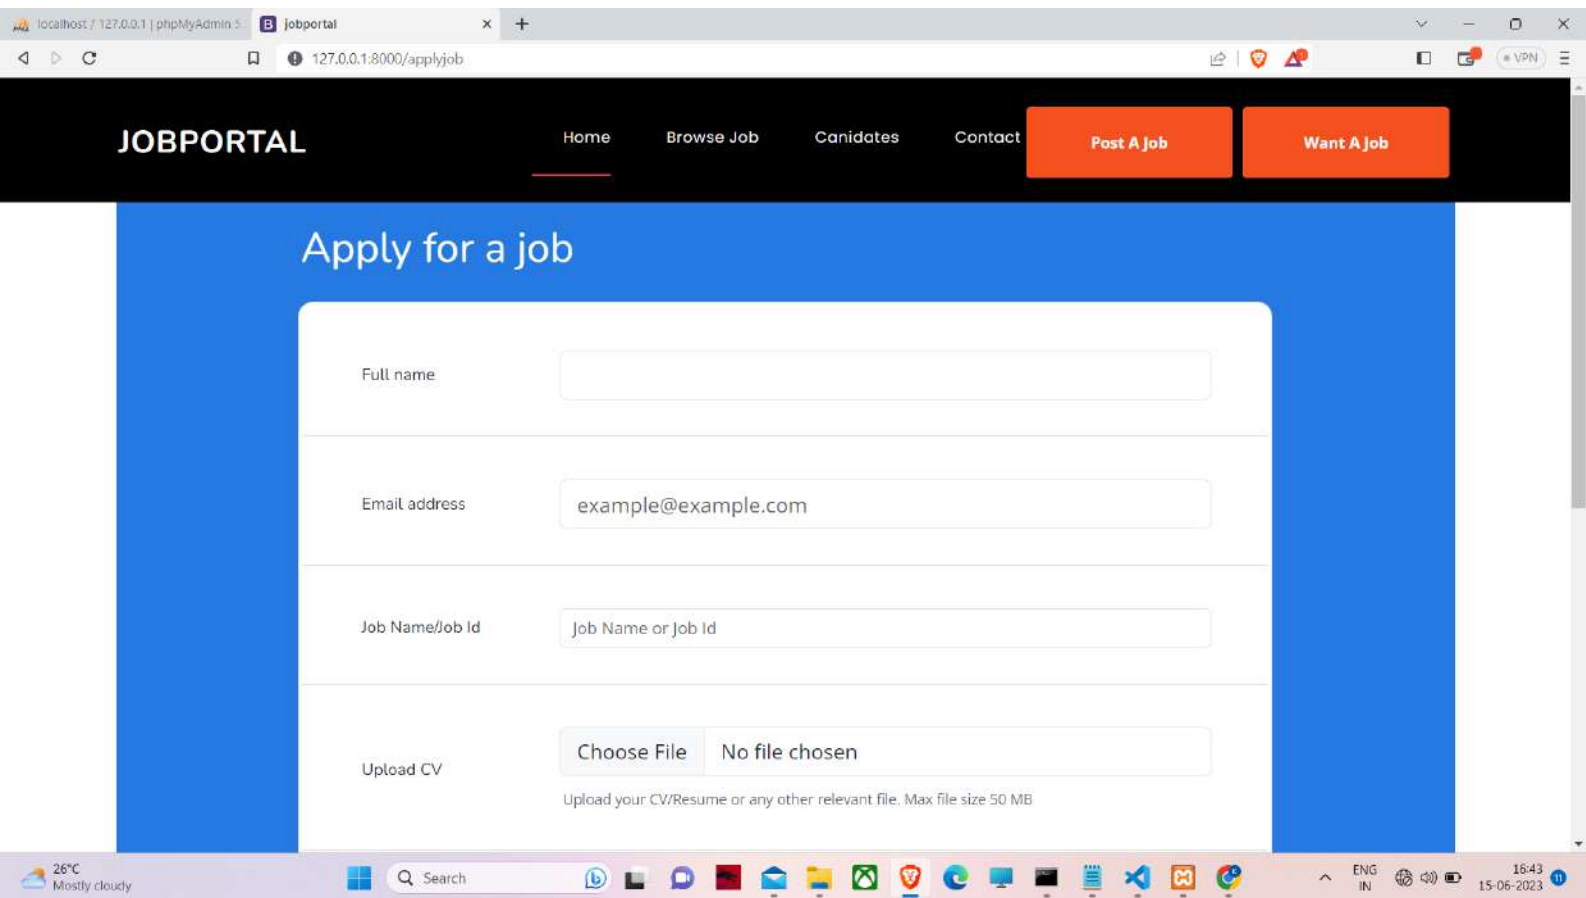 localhost / 127.0.0.1 | phpMyAdmin 5
jobportal
127.0.0.1:8000/applyjob
VPN
JOBPORTAL
Home
Browse Job
Canidates
Contact
Post A Job
Want A Job
Apply for a job
Full name
Email address
example@example.com
Job Name/Job Id
Job Name or Job Id
Upload CV
Choose File
No file chosen
Upload your CV/Resume or any other relevant file. Max file size 50 MB
26°C
Mostly cloudy
Search
ENG
IN
16:43
15-06-2023
11